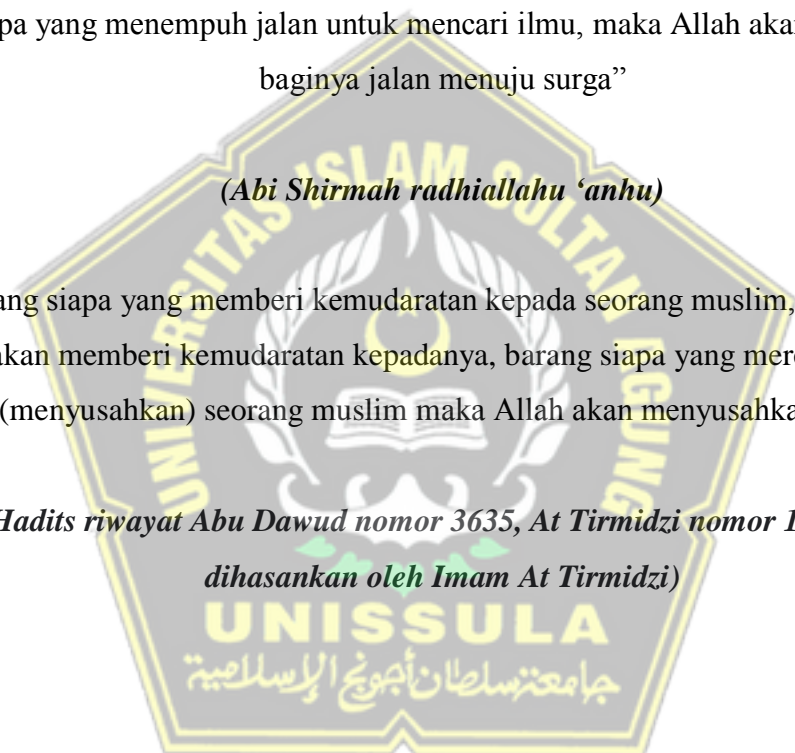 pa yang menempuh jalan untuk mencari ilmu, maka Allah akan
baginya jalan menuju surga”
(Abi Shirmah radhiallahu ‘anhu)
ang siapa yang memberi kemudaratan kepada seorang muslim,
akan memberi kemudaratan kepadanya, barang siapa yang mer
(menyusahkan) seorang muslim maka Allah akan menyusahka
Hadits riwayat Abu Dawud nomor 3635, At Tirmidzi nomor 1
dihasankan oleh Imam At Tirmidzi)
UNIVERSITAS ISLAM SULTAN AGUNG
UNISSULA
جامعة سلطان أجونج الإسلامية